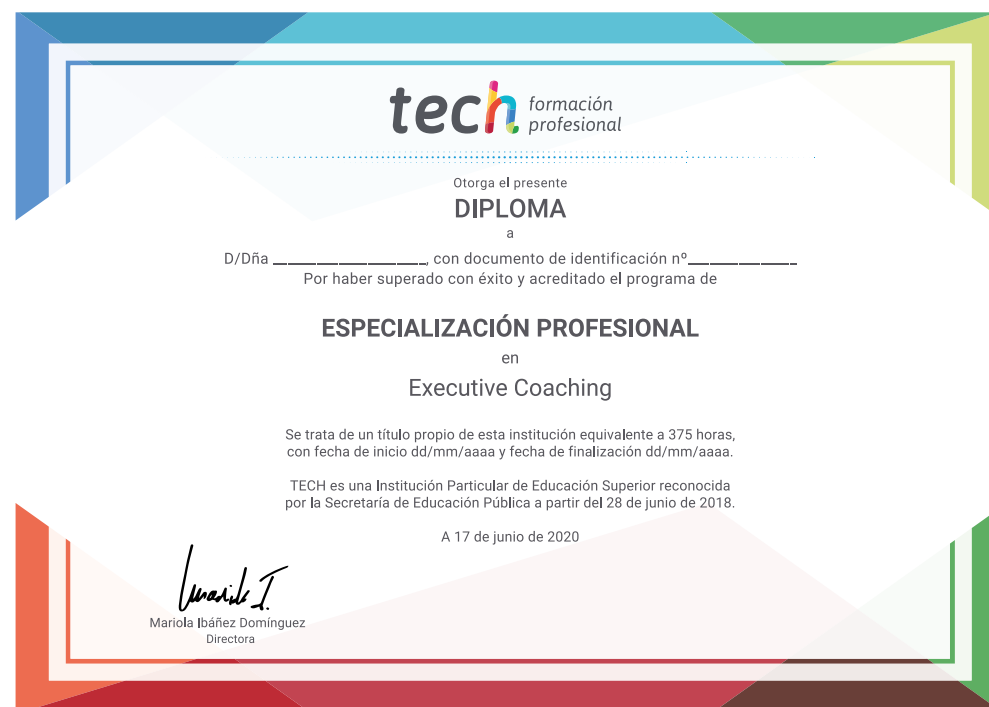 tech formación
profesional
Otorga el presente
DIPLOMA
a
D/Dña ____________________, con documento de identificación nº______________
Por haber superado con éxito y acreditado el programa de
ESPECIALIZACIÓN PROFESIONAL
en
Executive Coaching
Se trata de un título propio de esta institución equivalente a 375 horas,
con fecha de inicio dd/mm/aaaa y fecha de finalización dd/mm/aaaa.
TECH es una Institución Particular de Educación Superior reconocida
por la Secretaría de Educación Pública a partir del 28 de junio de 2018.
A 17 de junio de 2020
Mariola I.
Mariola Ibáñez Domínguez
Directora